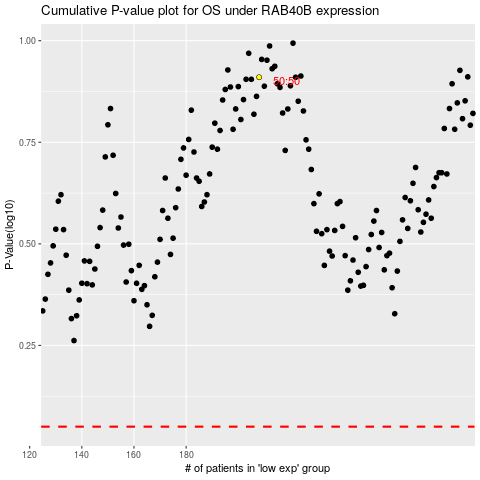 Cumulative P-value plot for OS under RAB40B expression
P-Value(log10)
1.00
0.75
0.50
0.25
50:50
120 140 160 180
# of patients in 'low exp' group